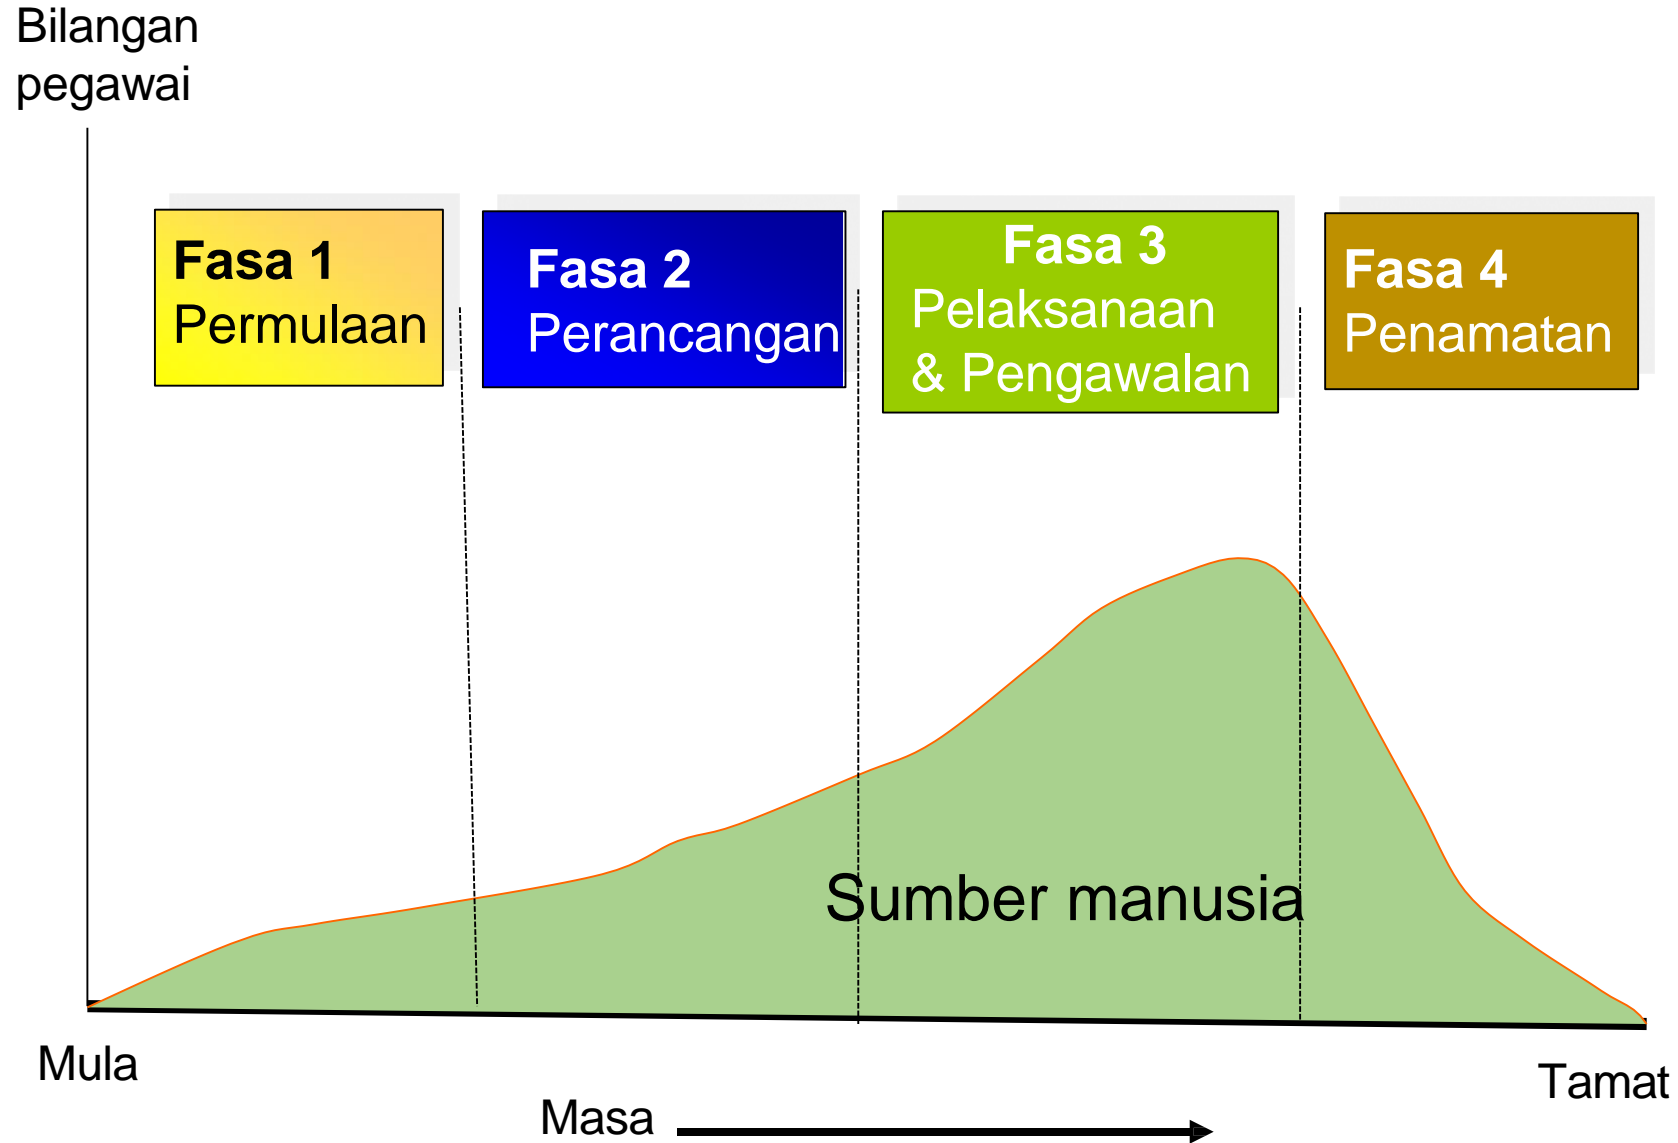 Bilangan
pegawai
Fasa 1
Permulaan
Fasa 2
Perancangan
Fasa 3
Pelaksanaan
& Pengawalan
Fasa 4
Penamatan
Sumber manusia
Mula
Tamat
Masa